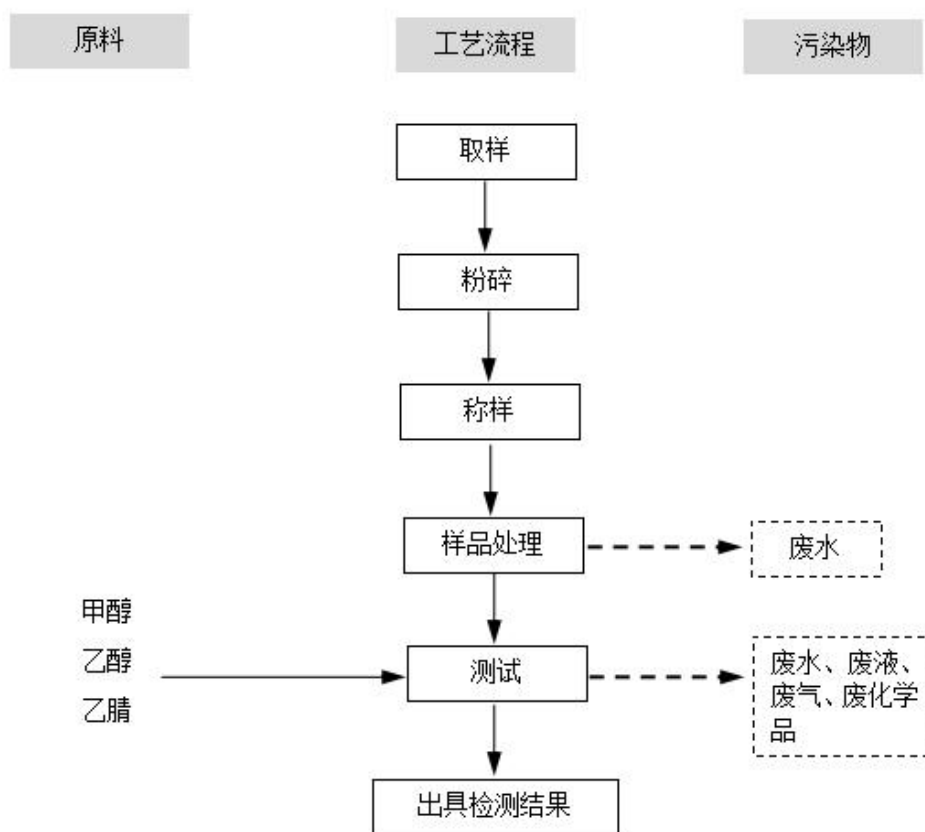 原料
工艺流程
污染物
取样
粉碎
称样
样品处理
废水
甲醇
乙醇
乙腈
测试
废水、废液、
废气、废化学
品
出具检测结果